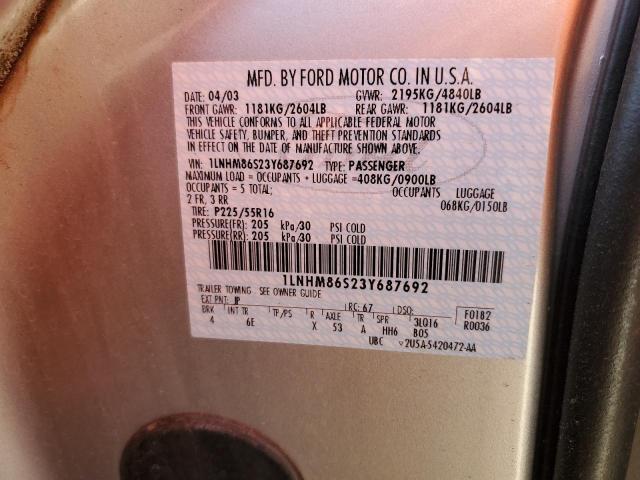 MFD. BY FORD MOTOR CO. IN U.S.A.
DATE: 04/03 GVWR: 2195KG/4840LB
FRONT GAWR: 1181KG/2604LB REAR GAWR: 1181KG/2604LB
THIS VEHICLE CONFORMS TO ALL APPLICABLE FEDERAL MOTOR
VEHICLE SAFETY, BUMPER, AND THEFT PREVENTION STANDARDS
IN EFFECT ON THE DATE OF MANUFACTURE SHOWN ABOVE.
VIN: 1LNHM86S23Y687692 TYPE: PASSENGER
MAXIMUM LOAD = OCCUPANTS + LUGGAGE = 408KG/0900LB
OCCUPANTS = 5 TOTAL; OCCUPANTS LUGGAGE
2 FR, 3 RR 068KG/0150LB
TIRE: P225/55R16
PRESSURE(FR): 205 kPa/30 PSI COLD
PRESSURE(RR): 205 kPa/30 PSI COLD
1LNHM86S23Y687692
TRAILER TOWING: SEE OWNER GUIDE
EXT PNT: JP RC: 67 DSO: F0182
BRK INT TR TP/PS R AXLE TR SPR 3LQ16 R0036
4 6E X 53 A HH6 B05
UBC 2U5A-5420472-AA